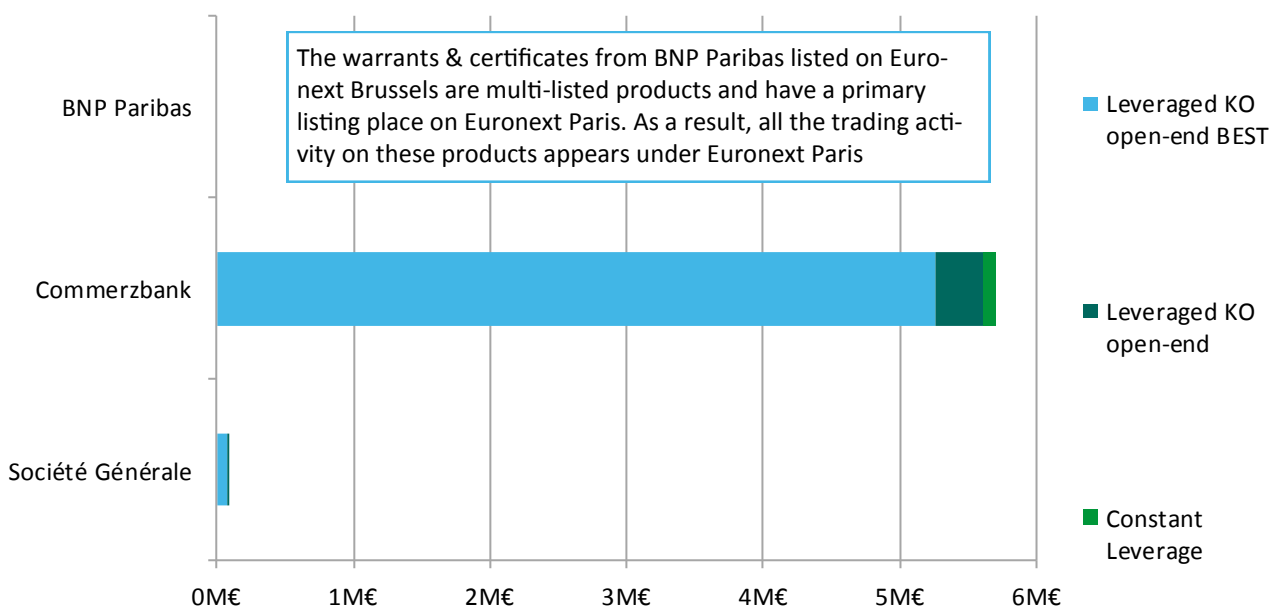 The warrants & certificates from BNP Paribas listed on Euro-
next Brussels are multi-listed products and have a primary
listing place on Euronext Paris. As a result, all the trading acti-
vity on these products appears under Euronext Paris
BNP Paribas
Commerzbank
Société Générale
0M€ 1M€ 2M€ 3M€ 4M€ 5M€ 6M€
Leveraged KO
open-end BEST
Leveraged KO
open-end
Constant
Leverage